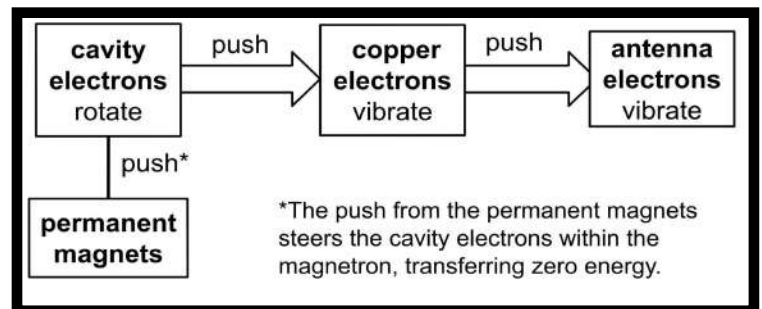 cavity
electrons
rotate
push
copper
electrons
vibrate
push
antenna
electrons
vibrate
push*
permanent
magnets
*The push from the permanent magnets
steers the cavity electrons within the
magnetron, transferring zero energy.